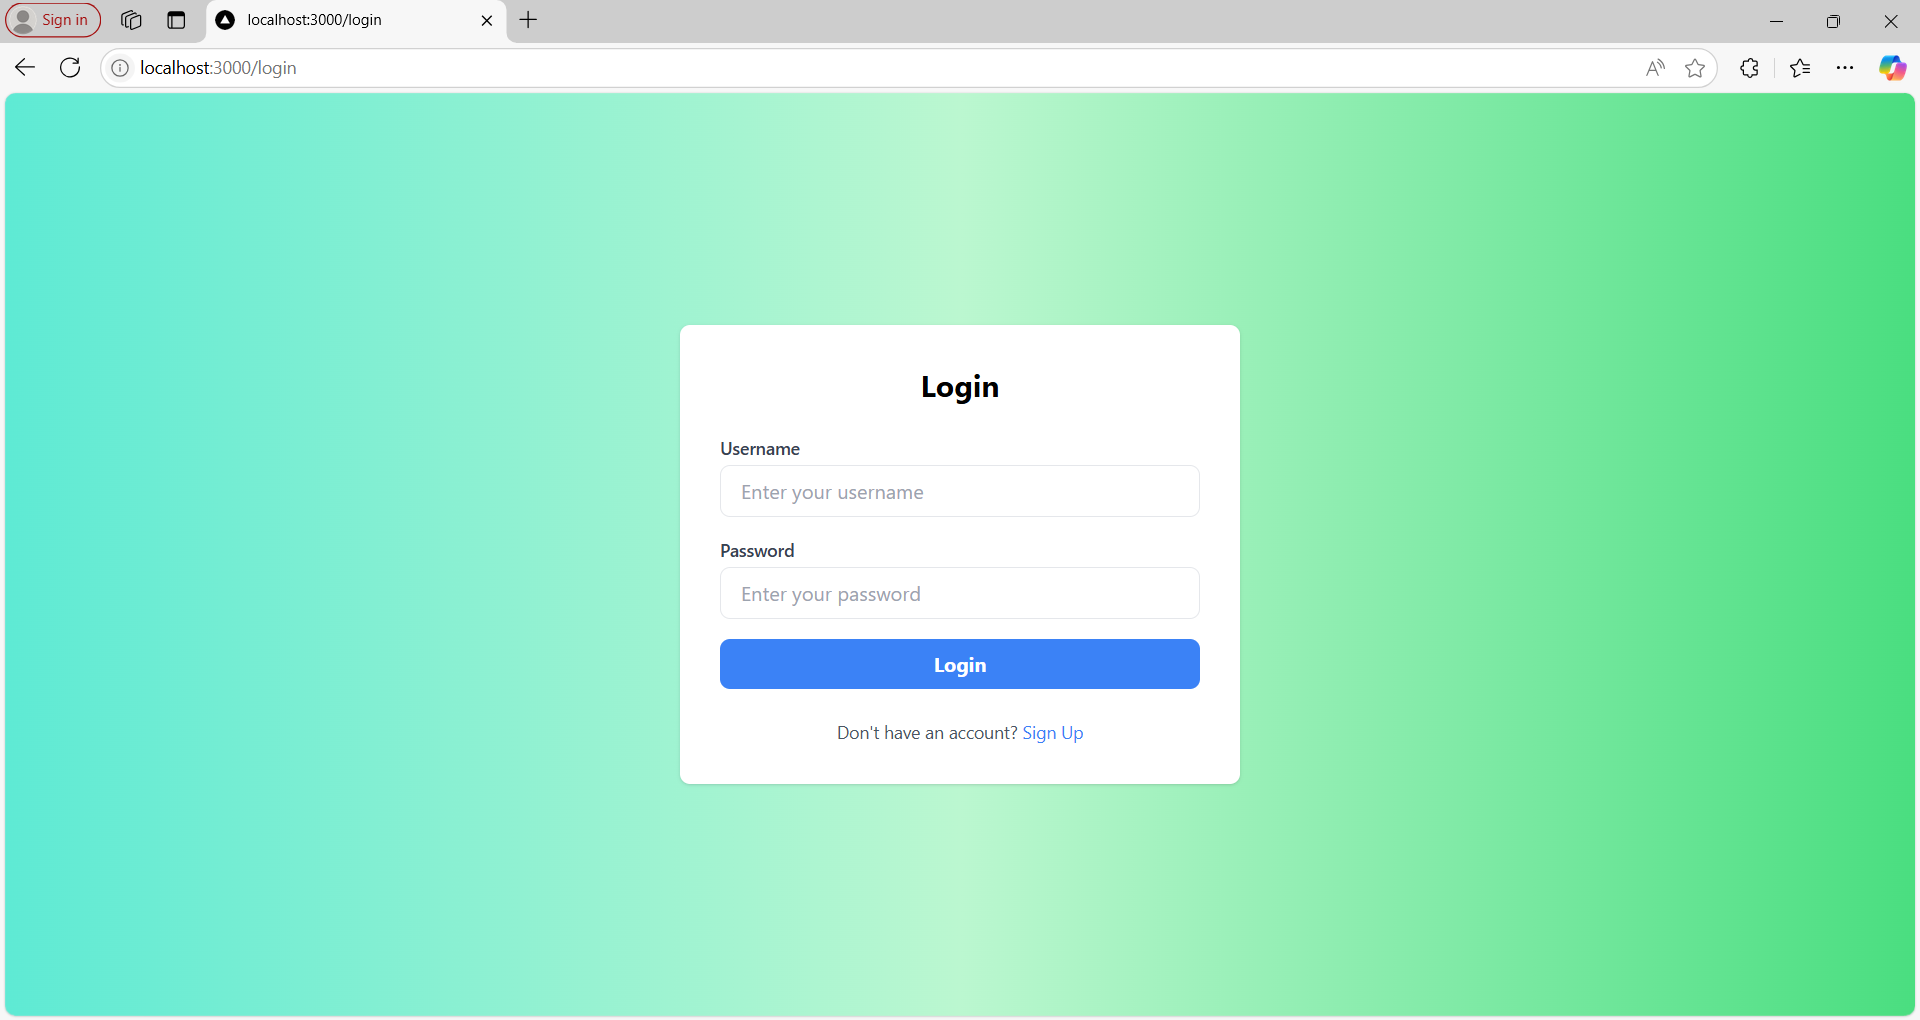 Sign in
localhost:3000/login
localhost:3000/login
Login
Username
Enter your username
Password
Enter your password
Login
Don't have an account? Sign Up